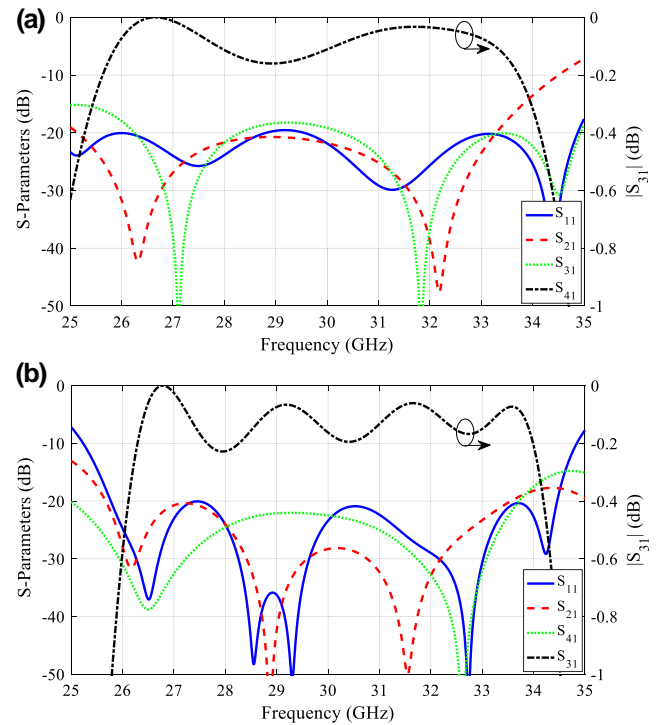 (a)
0
-10
-20
-30
-40
-50
S-Parameters (dB)
0
-0.2
-0.4
-0.6
-0.8
-1
|S31| (dB)
S11
S21
S31
S41
25 26 27 28 29 30 31 32 33 34 35
Frequency (GHz)
(b)
0
-10
-20
-30
-40
-50
S-Parameters (dB)
0
-0.2
-0.4
-0.6
-0.8
-1
|S31| (dB)
S11
S21
S41
S31
25 26 27 28 29 30 31 32 33 34 35
Frequency (GHz)